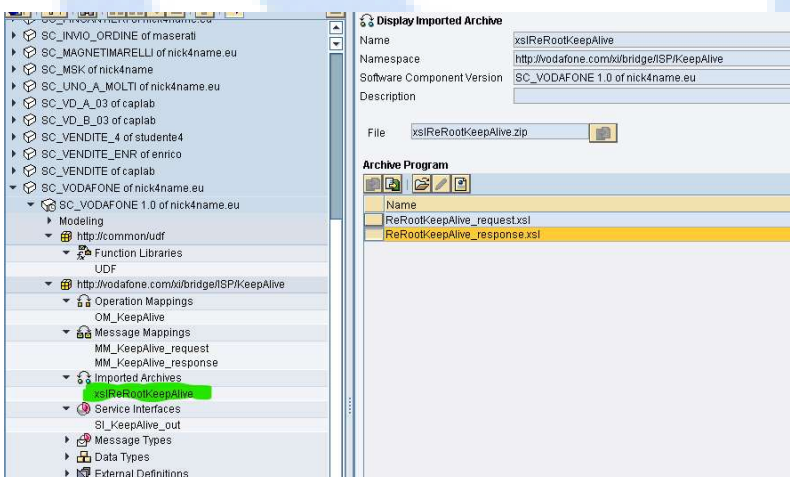 SC_INVIO_ORDINE of maserati
SC_MAGNETIMARELLI of nick4name.eu
SC_MSK of nick4name
SC_UNO_A_MOLTI of nick4name.eu
SC_VD_A_03 of caplab
SC_VD_B_03 of caplab
SC_VENDITE_4 of studente4
SC_VENDITE_ENR of enrico
SC_VENDITE of caplab
SC_VODAFONE of nick4name.eu
SC_VODAFONE 1.0 of nick4name.eu
Modeling
http://common/udf
Function Libraries
UDF
http://vodafone.com/xi/bridge/ISP/KeepAlive
Operation Mappings
OM_KeepAlive
Message Mappings
MM_KeepAlive_request
MM_KeepAlive_response
Imported Archives
xslReRootKeepAlive
Service Interfaces
SI_KeepAlive_out
Message Types
Data Types
External Definitions
Display Imported Archive
Name xslReRootKeepAlive
Namespace http://vodafone.com/xi/bridge/ISP/KeepAlive
Software Component Version SC_VODAFONE 1.0 of nick4name.eu
Description
File xslReRootKeepAlive.zip
Archive Program
Name
ReRootKeepAlive_request.xsl
ReRootKeepAlive_response.xsl